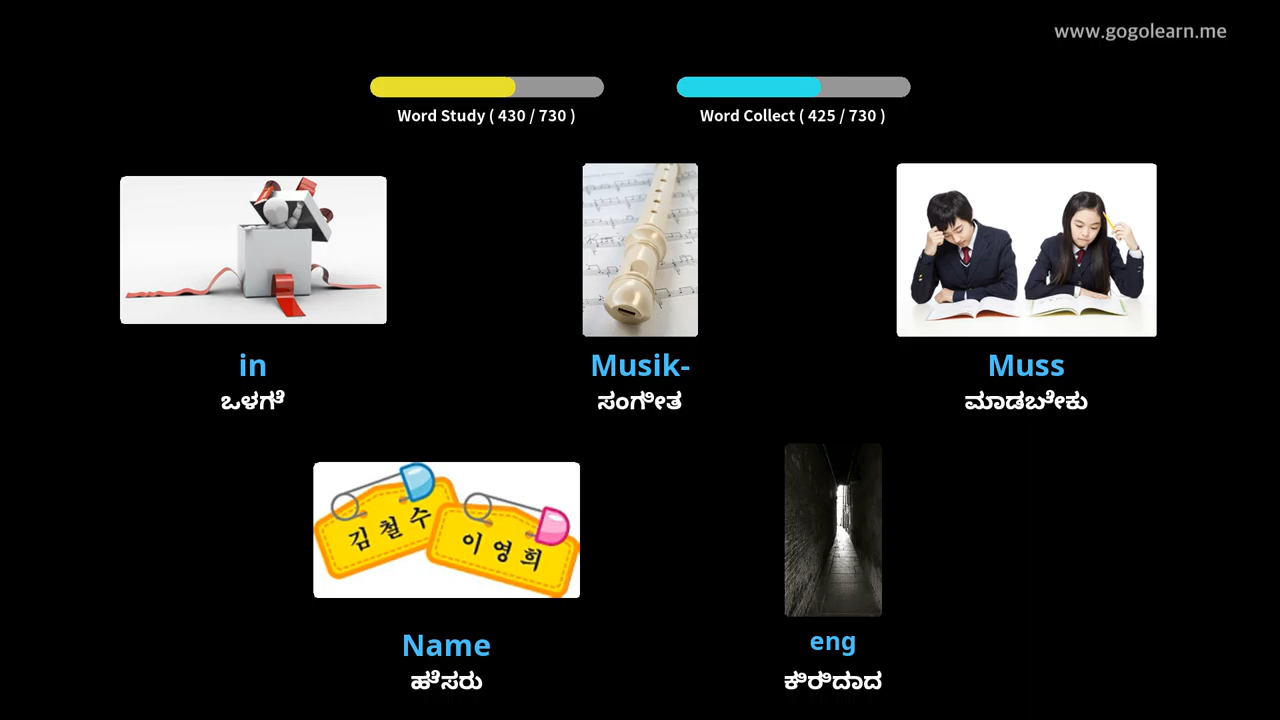 www.gogolearn.me
Word Study ( 430 / 730 )
Word Collect ( 425 / 730 )
in
ಒಳಗೆ
Musik-
ಸಂಗೀತ
Muss
ಮಾಡಬೇಕು
김철수
이영희
Name
ಹೆಸರು
eng
ಕಿರಿದಾದ